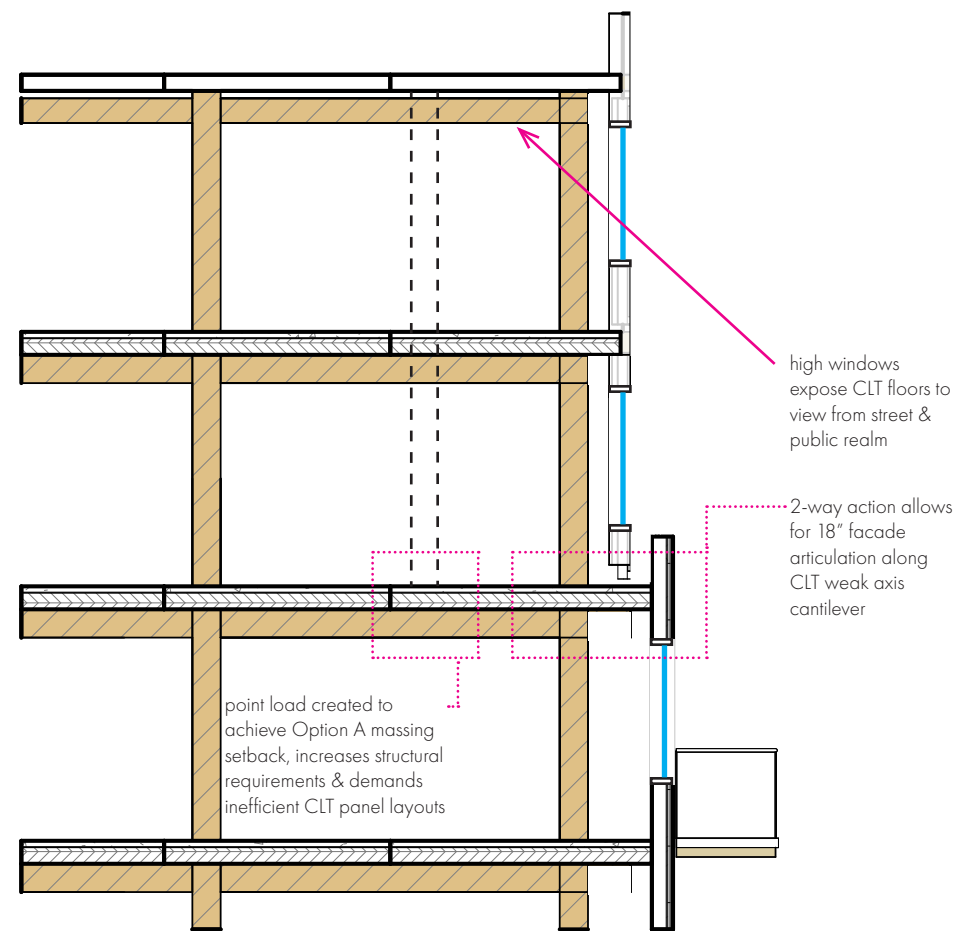 high windows
expose CLT floors to
view from street &
public realm
2-way action allows
for 18” facade
articulation along
CLT weak axis
cantilever
point load created to
achieve Option A massing
setback, increases structural
requirements & demands
inefficient CLT panel layouts